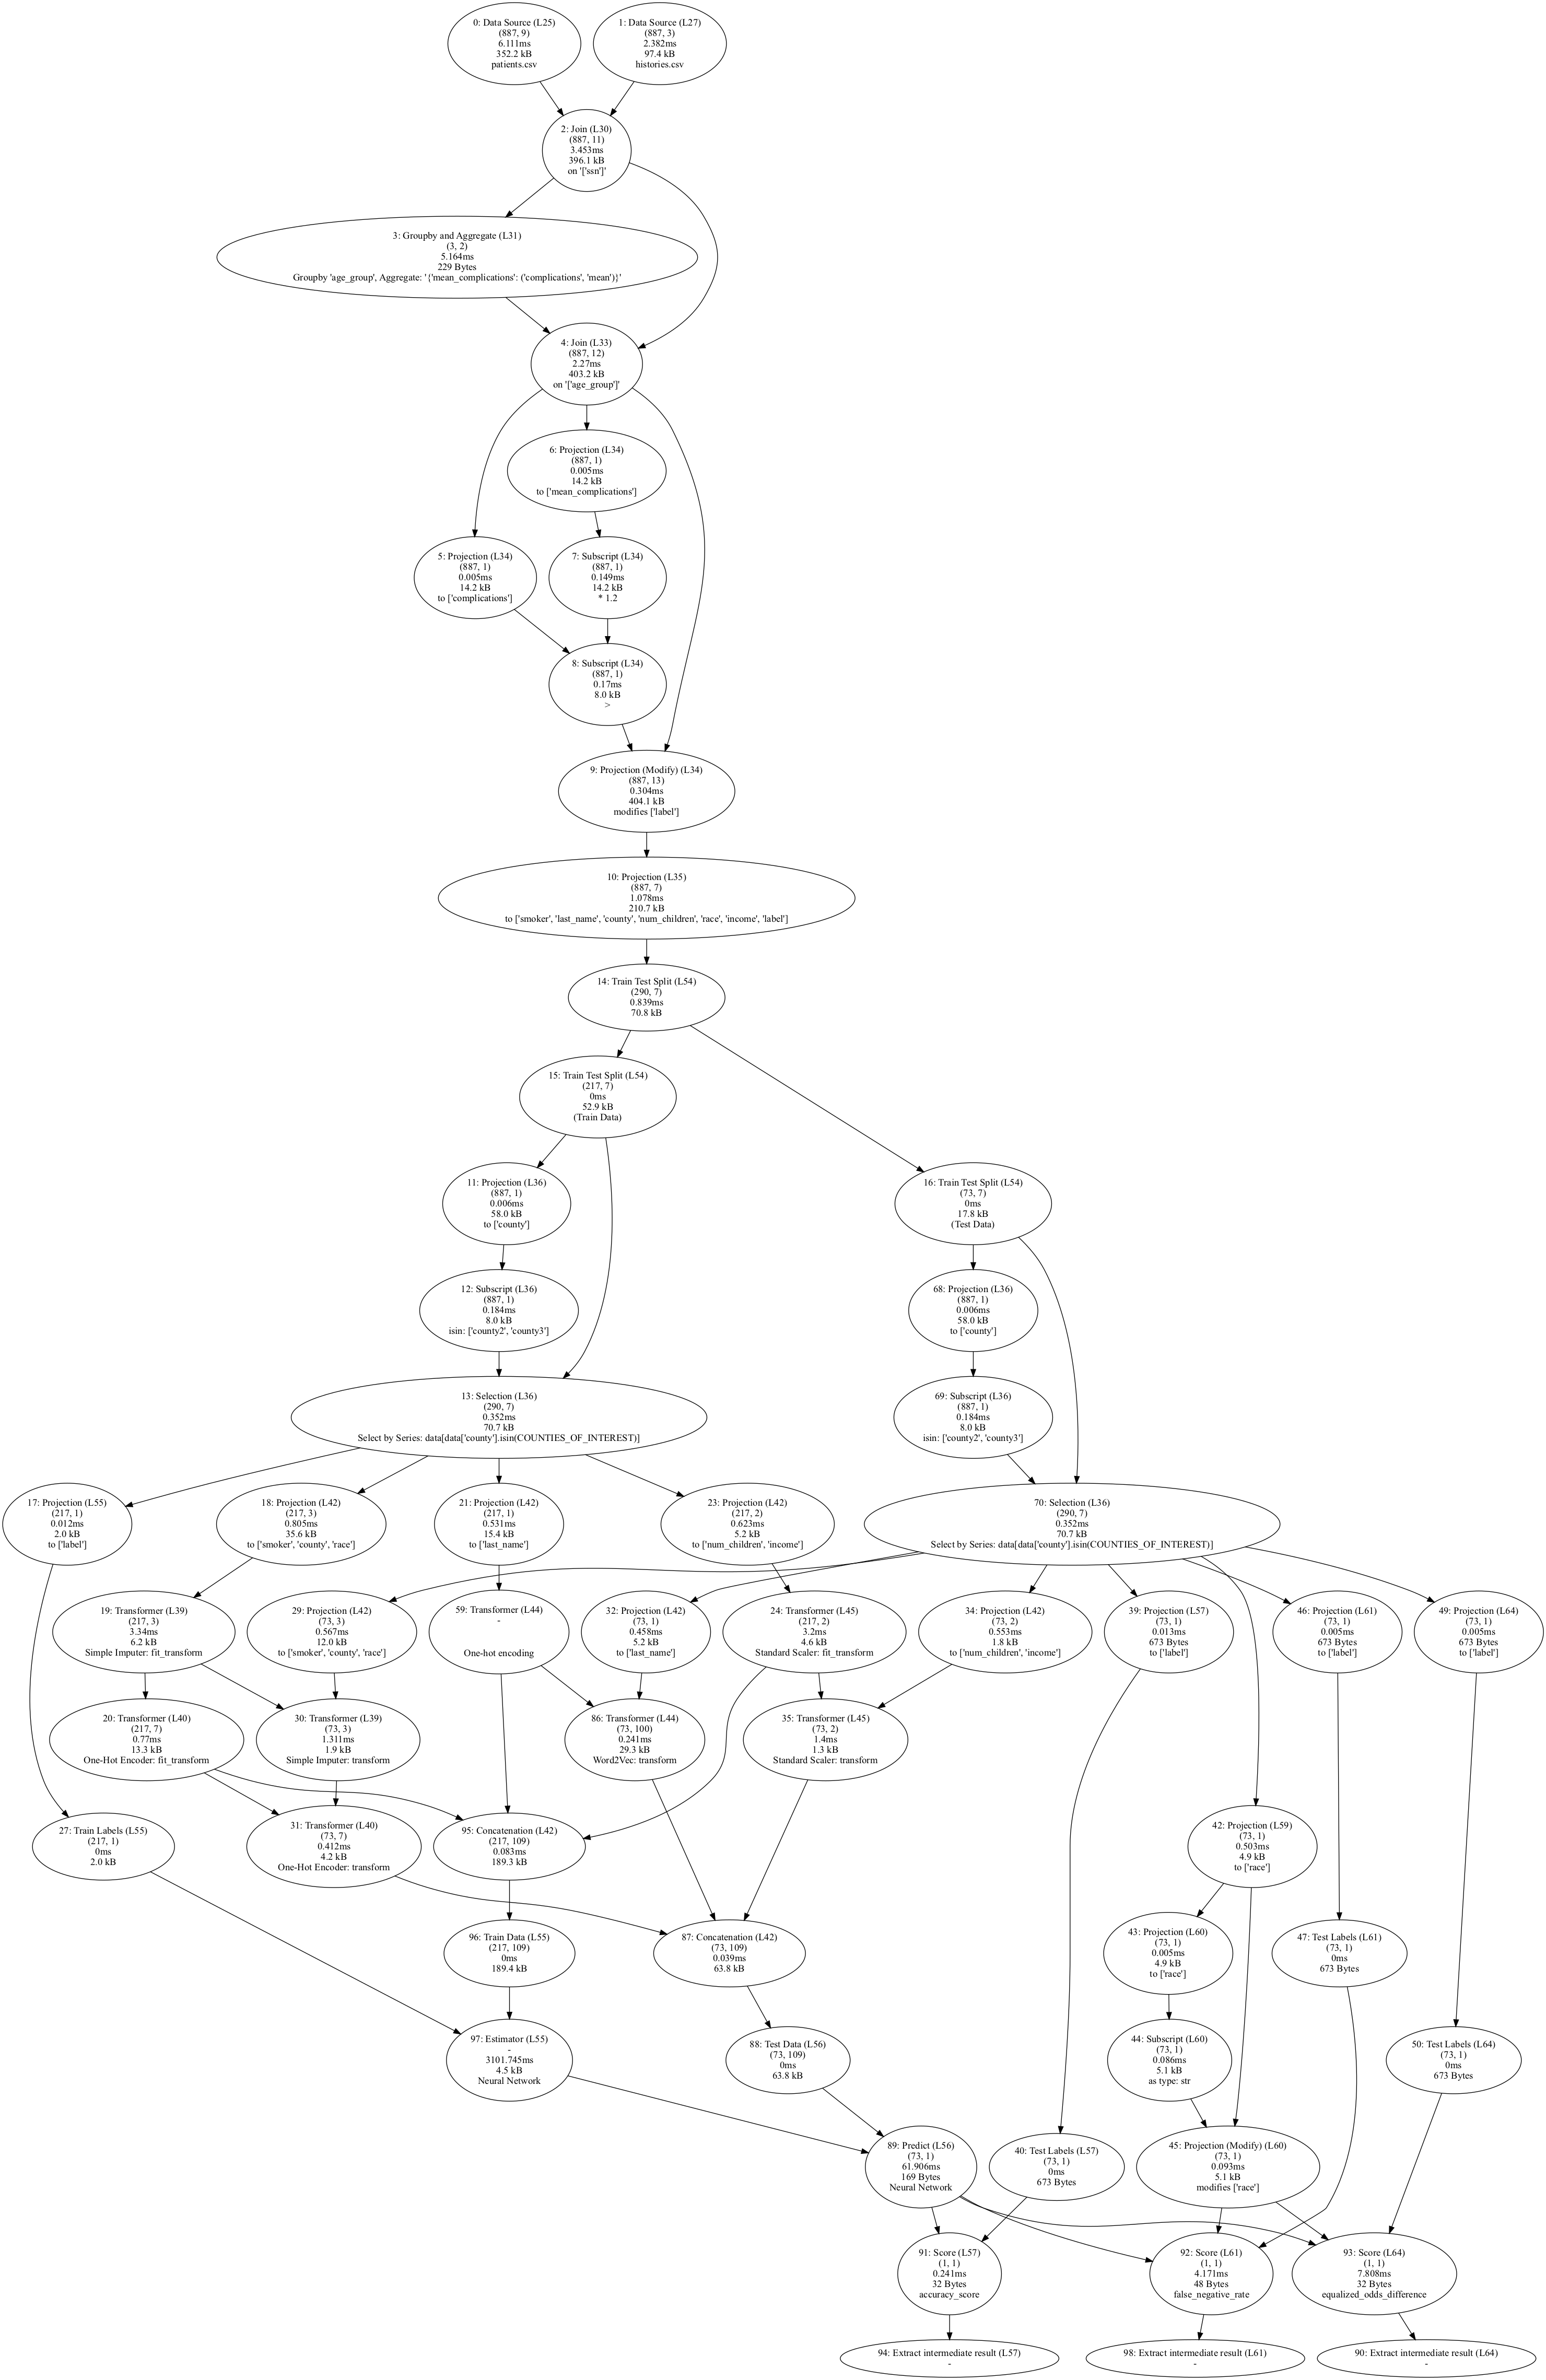 0: Data Source (L25)
(887, 9)
6.111ms
352.2 kB
patients.csv
1: Data Source (L27)
(887, 3)
2.382ms
97.4 kB
histories.csv
2: Join (L30)
(887, 11)
3.453ms
396.1 kB
on '['ssn']'
3: Groupby and Aggregate (L31)
(3, 2)
5.164ms
229 Bytes
Groupby 'age_group', Aggregate: '{'mean_complications': ('complications', 'mean')}'
4: Join (L33)
(887, 12)
2.27ms
403.2 kB
on '['age_group']'
6: Projection (L34)
(887, 1)
0.005ms
14.2 kB
to ['mean_complications']
5: Projection (L34)
(887, 1)
0.005ms
14.2 kB
to ['complications']
7: Subscript (L34)
(887, 1)
0.149ms
14.2 kB
* 1.2
8: Subscript (L34)
(887, 1)
0.17ms
8.0 kB
>
9: Projection (Modify) (L34)
(887, 13)
0.304ms
404.1 kB
modifies ['label']
10: Projection (L35)
(887, 7)
1.078ms
210.7 kB
to ['smoker', 'last_name', 'county', 'num_children', 'race', 'income', 'label']
14: Train Test Split (L54)
(290, 7)
0.839ms
70.8 kB
15: Train Test Split (L54)
(217, 7)
0ms
52.9 kB
(Train Data)
11: Projection (L36)
(887, 1)
0.006ms
58.0 kB
to ['county']
16: Train Test Split (L54)
(73, 7)
0ms
17.8 kB
(Test Data)
12: Subscript (L36)
(887, 1)
0.184ms
8.0 kB
isin: ['county2', 'county3']
68: Projection (L36)
(887, 1)
0.006ms
58.0 kB
to ['county']
13: Selection (L36)
(290, 7)
0.352ms
70.7 kB
Select by Series: data[data['county'].isin(COUNTIES_OF_INTEREST)]
69: Subscript (L36)
(887, 1)
0.184ms
8.0 kB
isin: ['county2', 'county3']
17: Projection (L55)
(217, 1)
0.012ms
2.0 kB
to ['label']
18: Projection (L42)
(217, 3)
0.805ms
35.6 kB
to ['smoker', 'county', 'race']
21: Projection (L42)
(217, 1)
0.531ms
15.4 kB
to ['last_name']
23: Projection (L42)
(217, 2)
0.623ms
5.2 kB
to ['num_children', 'income']
70: Selection (L36)
(290, 7)
0.352ms
70.7 kB
Select by Series: data[data['county'].isin(COUNTIES_OF_INTEREST)]
19: Transformer (L39)
(217, 3)
3.34ms
6.2 kB
Simple Imputer: fit_transform
29: Projection (L42)
(73, 3)
0.567ms
12.0 kB
to ['smoker', 'county', 'race']
59: Transformer (L44)
-
One-hot encoding
32: Projection (L42)
(73, 1)
0.458ms
5.2 kB
to ['last_name']
24: Transformer (L45)
(217, 2)
3.2ms
4.6 kB
Standard Scaler: fit_transform
34: Projection (L42)
(73, 2)
0.553ms
1.8 kB
to ['num_children', 'income']
39: Projection (L57)
(73, 1)
0.013ms
673 Bytes
to ['label']
46: Projection (L61)
(73, 1)
0.005ms
673 Bytes
to ['label']
49: Projection (L64)
(73, 1)
0.005ms
673 Bytes
to ['label']
20: Transformer (L40)
(217, 7)
0.77ms
13.3 kB
One-Hot Encoder: fit_transform
30: Transformer (L39)
(73, 3)
1.311ms
1.9 kB
Simple Imputer: transform
86: Transformer (L44)
(73, 100)
0.241ms
29.3 kB
Word2Vec: transform
35: Transformer (L45)
(73, 2)
1.4ms
1.3 kB
Standard Scaler: transform
27: Train Labels (L55)
(217, 1)
0ms
2.0 kB
31: Transformer (L40)
(73, 7)
0.412ms
4.2 kB
One-Hot Encoder: transform
95: Concatenation (L42)
(217, 109)
0.083ms
189.3 kB
42: Projection (L59)
(73, 1)
0.503ms
4.9 kB
to ['race']
96: Train Data (L55)
(217, 109)
0ms
189.4 kB
87: Concatenation (L42)
(73, 109)
0.039ms
63.8 kB
43: Projection (L60)
(73, 1)
0.005ms
4.9 kB
to ['race']
47: Test Labels (L61)
(73, 1)
0ms
673 Bytes
97: Estimator (L55)
-
3101.745ms
4.5 kB
Neural Network
88: Test Data (L56)
(73, 109)
0ms
63.8 kB
44: Subscript (L60)
(73, 1)
0.086ms
5.1 kB
as type: str
50: Test Labels (L64)
(73, 1)
0ms
673 Bytes
89: Predict (L56)
(73, 1)
61.906ms
169 Bytes
Neural Network
40: Test Labels (L57)
(73, 1)
0ms
673 Bytes
45: Projection (Modify) (L60)
(73, 1)
0.093ms
5.1 kB
modifies ['race']
91: Score (L57)
(1, 1)
0.241ms
32 Bytes
accuracy_score
92: Score (L61)
(1, 1)
4.171ms
48 Bytes
false_negative_rate
93: Score (L64)
(1, 1)
7.808ms
32 Bytes
equalized_odds_difference
94: Extract intermediate result (L57)
-
98: Extract intermediate result (L61)
-
90: Extract intermediate result (L64)
-